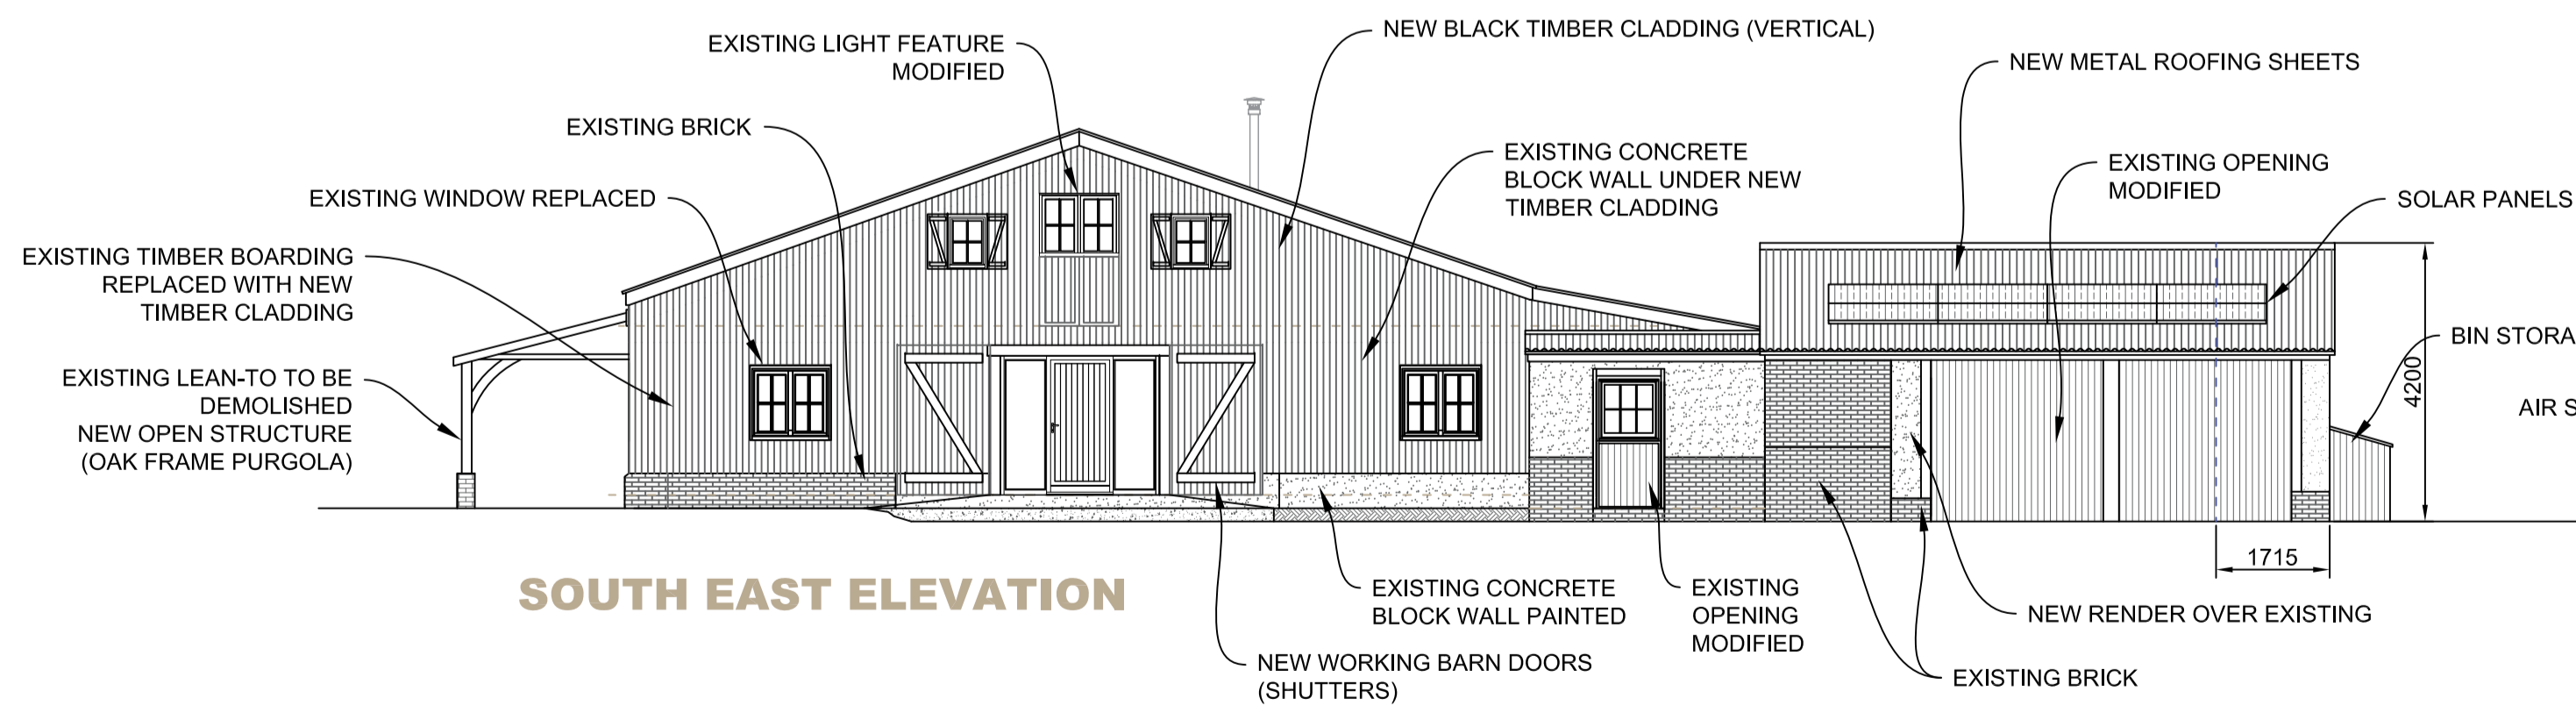 EXISTING LIGHT FEATURE
MODIFIED
NEW BLACK TIMBER CLADDING (VERTICAL)
NEW METAL ROOFING SHEETS
EXISTING BRICK
EXISTING CONCRETE
BLOCK WALL UNDER NEW
TIMBER CLADDING
EXISTING OPENING
MODIFIED
EXISTING WINDOW REPLACED
SOLAR PANELS
EXISTING TIMBER BOARDING
REPLACED WITH NEW
TIMBER CLADDING
BIN STORA
4200
EXISTING LEAN-TO TO BE
DEMOLISHED
NEW OPEN STRUCTURE
(OAK FRAME PURGOLA)
AIR S
1715
SOUTH EAST ELEVATION
EXISTING CONCRETE
BLOCK WALL PAINTED
EXISTING
OPENING
MODIFIED
NEW RENDER OVER EXISTING
NEW WORKING BARN DOORS
(SHUTTERS)
EXISTING BRICK